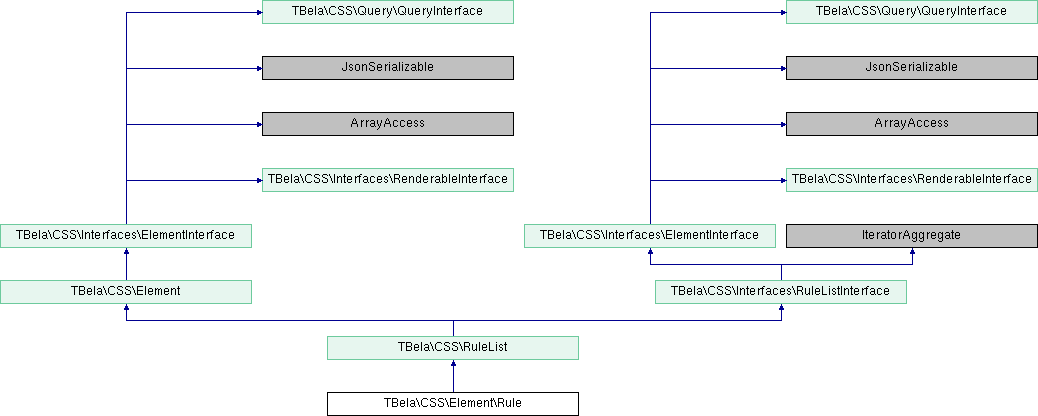 TBela\CSS\Query\QueryInterface
TBela\CSS\Query\QueryInterface
JsonSerializable
JsonSerializable
ArrayAccess
ArrayAccess
TBela\CSS\Interfaces\RenderableInterface
TBela\CSS\Interfaces\RenderableInterface
TBela\CSS\Interfaces\ElementInterface
TBela\CSS\Interfaces\ElementInterface
IteratorAggregate
TBela\CSS\Element
TBela\CSS\Interfaces\RuleListInterface
TBela\CSS\RuleList
TBela\CSS\Element\Rule